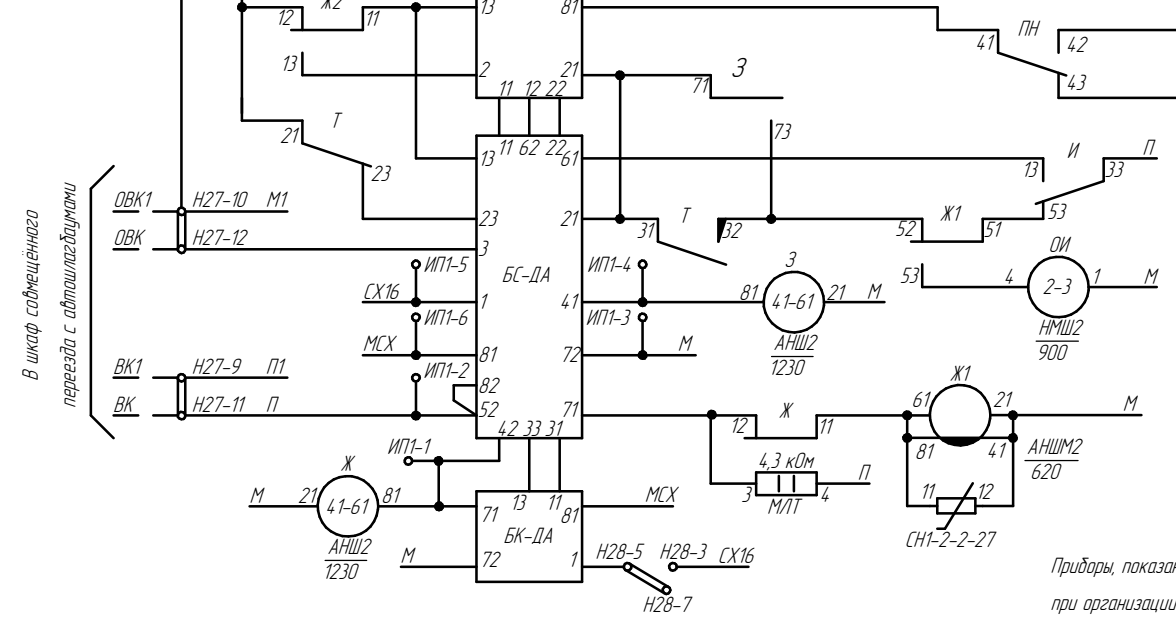 12 Ж2 11
13
81
ПН
41
42
43
13
2
21
71
З
11 12 22
21 Т
23
11 62 22
13
61
73
13 И 33 П
53
В шкаф совмещённого
переезда с автошлагбаумами
ОВК1 Н27-10 М1
ОВК Н27-12
23
3
21
31 Т 32
52 Ж1 51
53
ОИ
4 2-3 1 М
НМШ2
900
ИП1-5
СХ16
1
БС-ДА
ИП1-4
41
З
81 41-61 21 М
АНШ2
1230
ИП1-6
МСХ
81
ИП1-3
72
М
ВК1 Н27-9 П1
ВК Н27-11 П
ИП1-2
82
52
71
12 Ж 11
Ж1
61 21 М
81 41
АНШМ2
620
4,3 кОм
3 4 П
МЛТ
11 12
СН1-2-2-27
42 33 31
ИП1-1
Ж
М 21 41-61 81
АНШ2
1230
13 11
71
81
МСХ
БК-ДА
М
72
1
Н28-5 Н28-3 СХ16
Н28-7
Приборы, показан
при организации